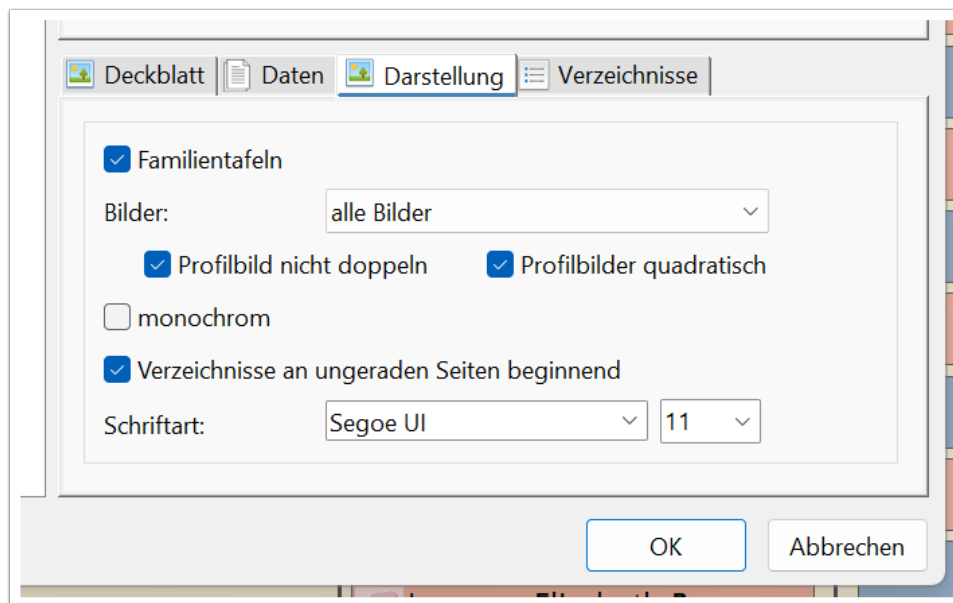 Deckblatt Daten Darstellung Verzeichnisse
Familientafeln
Bilder: alle Bilder
Profilbild nicht doppeln Profilbilder quadratisch
monochrom
Verzeichnisse an ungeraden Seiten beginnend
Schriftart: Segoe UI 11
OK Abbrechen